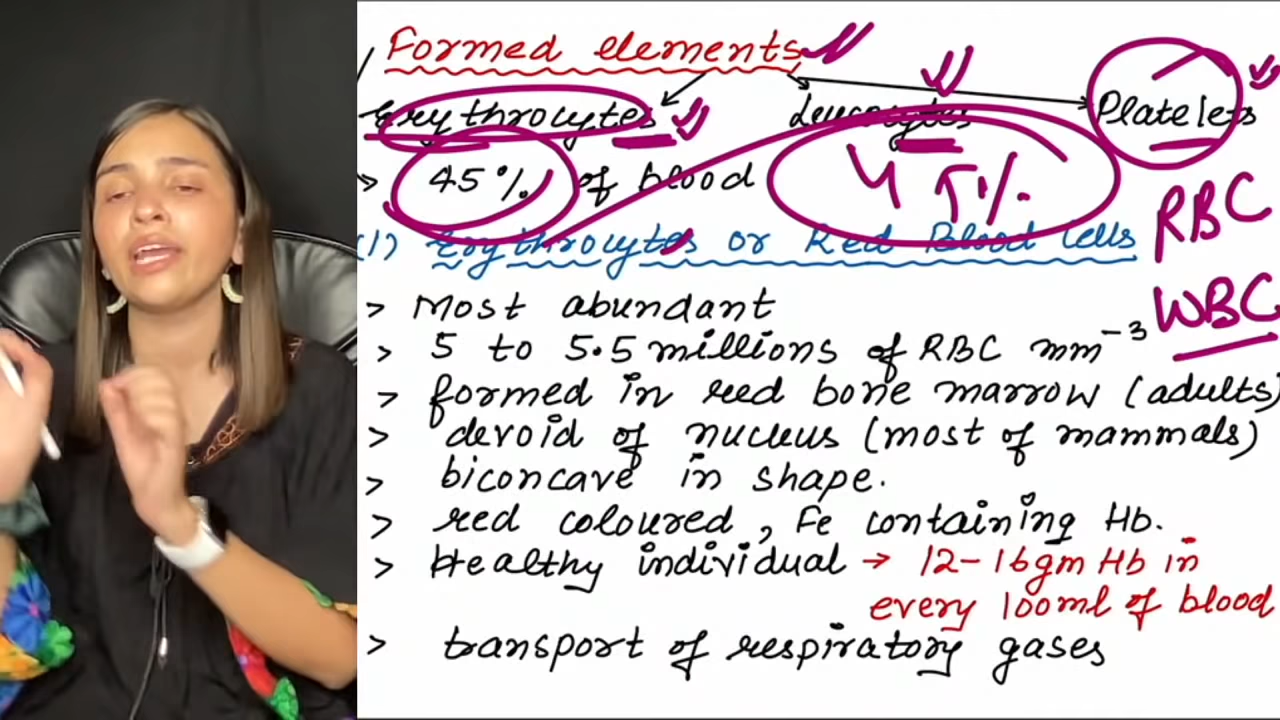 Formed elements
Erythrocytes Leucocytes Platelets
> 45% of blood 45%
RBC
(1) Erythrocytes or Red Blood Cells
WBC
> Most abundant
> 5 to 5.5 millions of RBC mm⁻³
> formed in red bone marrow (adults)
> devoid of nucleus (most of mammals)
> biconcave in shape.
> red coloured, Fe containing Hb.
> Healthy individual → 12-16gm Hb in
every 100ml of blood
> transport of respiratory gases